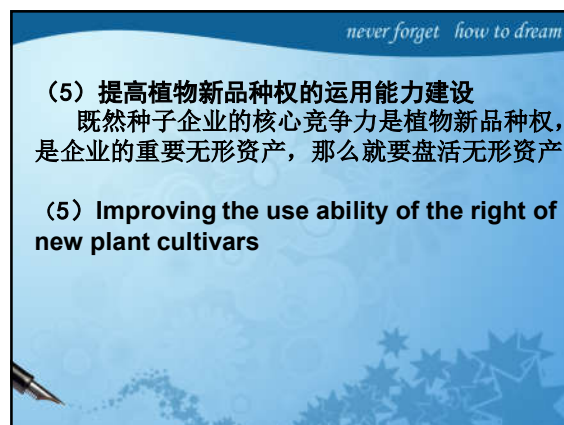 never forget how to dream
（5）提高植物新品种权的运用能力建设
既然种子企业的核心竞争力是植物新品种权，
是企业的重要无形资产，那么就要盘活无形资产
（5）Improving the use ability of the right of
new plant cultivars